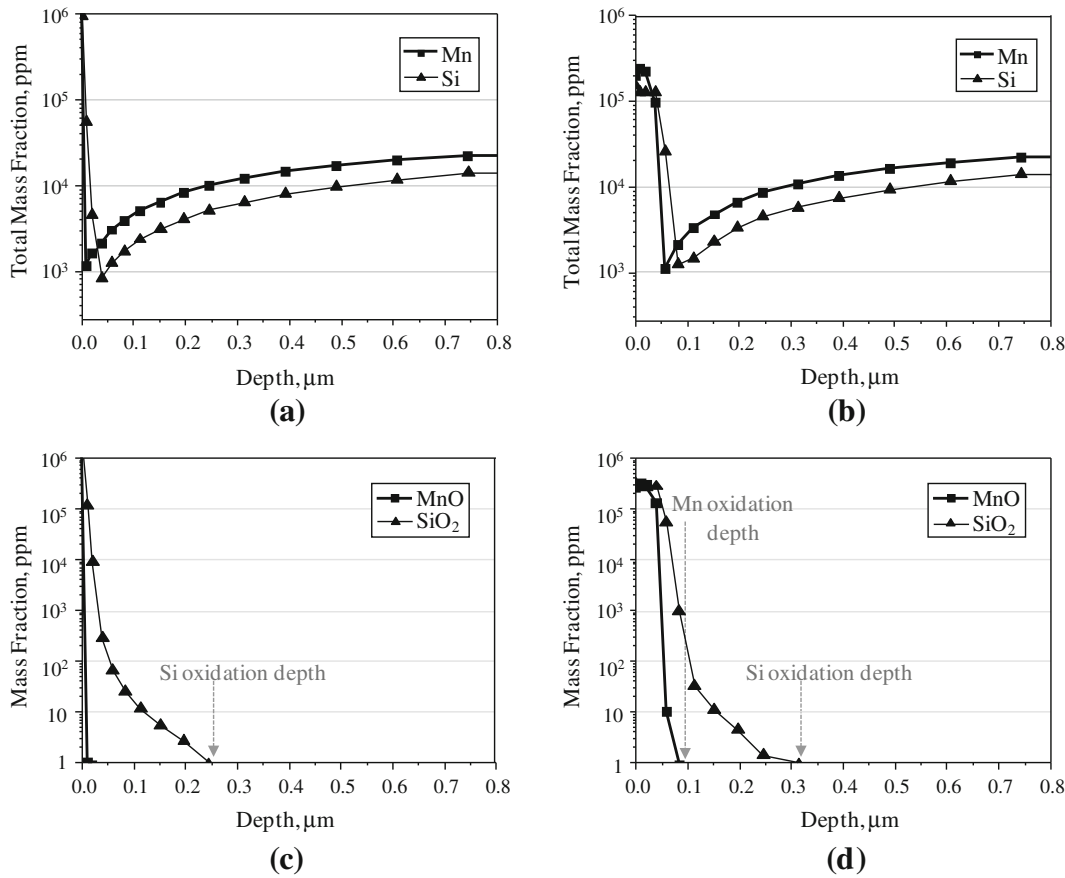 Total Mass Fraction, ppm
10⁶
10⁵
10⁴
10³
Mn
Si
0.0 0.1 0.2 0.3 0.4 0.5 0.6 0.7 0.8
Depth, μm
(a)
Total Mass Fraction, ppm
10⁶
10⁵
10⁴
10³
Mn
Si
0.0 0.1 0.2 0.3 0.4 0.5 0.6 0.7 0.8
Depth, μm
(b)
Mass Fraction, ppm
10⁶
10⁵
10⁴
10³
10²
10
1
MnO
SiO₂
Si oxidation depth
0.0 0.1 0.2 0.3 0.4 0.5 0.6 0.7 0.8
Depth, μm
(c)
Mass Fraction, ppm
10⁶
10⁵
10⁴
10³
10²
10
1
MnO
SiO₂
Mn oxidation
depth
Si oxidation depth
0.0 0.1 0.2 0.3 0.4 0.5 0.6 0.7 0.8
Depth, μm
(d)